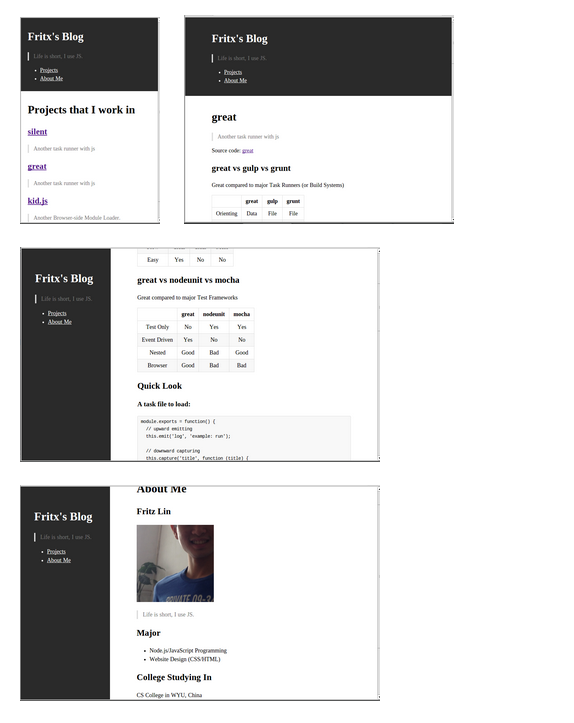 Fritx's Blog
Life is short, I use JS.
Projects
About Me
Projects that I work in
silent
Another task runner with js
great
Another task runner with js
kid.js
Another Browser-side Module Loader.
Fritx's Blog
Life is short, I use JS.
Projects
About Me
great
Another task runner with js
Source code: great
great vs gulp vs grunt
Great compared to major Task Runners (or Build Systems)
great gulp grunt
Orienting Data File File
Fritx's Blog
Life is short, I use JS.
Projects
About Me
Easy Yes No No
great vs nodeunit vs mocha
Great compared to major Test Frameworks
great nodeunit mocha
Test Only No Yes Yes
Event Driven Yes No No
Nested Good Bad Good
Browser Good Bad Bad
Quick Look
A task file to load:
module.exports = function() {
// upward emitting
this.emit('log', 'example: run');
// downward capturing
this.capture('title', function (title) {
Fritx's Blog
Life is short, I use JS.
Projects
About Me
About Me
Fritz Lin
PRIVATE 09-2
Life is short, I use JS.
Major
Node.js/JavaScript Programming
Website Design (CSS/HTML)
College Studying In
CS College in WYU, China